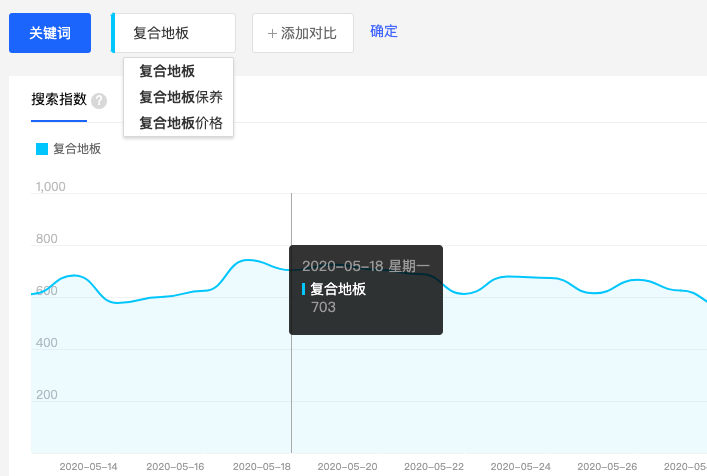 关键词
复合地板
+ 添加对比
确定
复合地板
复合地板保养
复合地板价格
搜索指数 ?
复合地板
1,000
800
600
400
200
2020-05-18 星期一
复合地板
703
2020-05-14 2020-05-16 2020-05-18 2020-05-20 2020-05-22 2020-05-24 2020-05-26 2020-05-